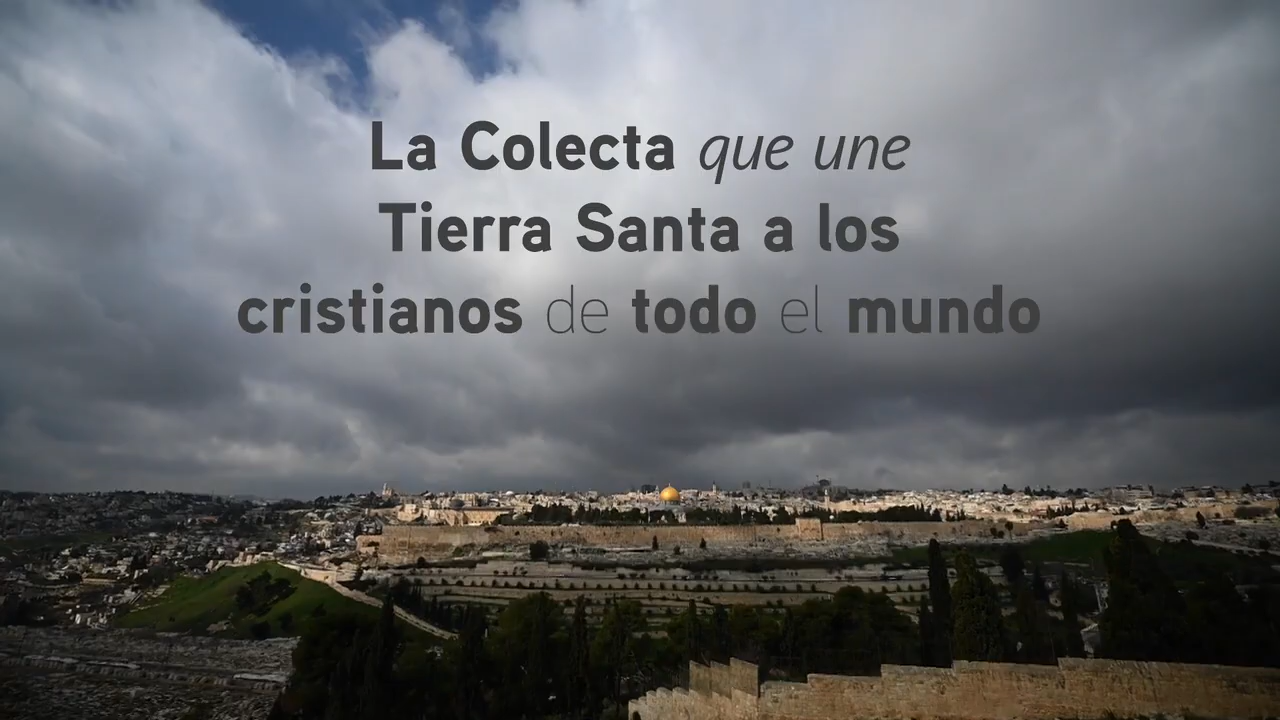 La Colecta que une
Tierra Santa a los
cristianos de todo el mundo